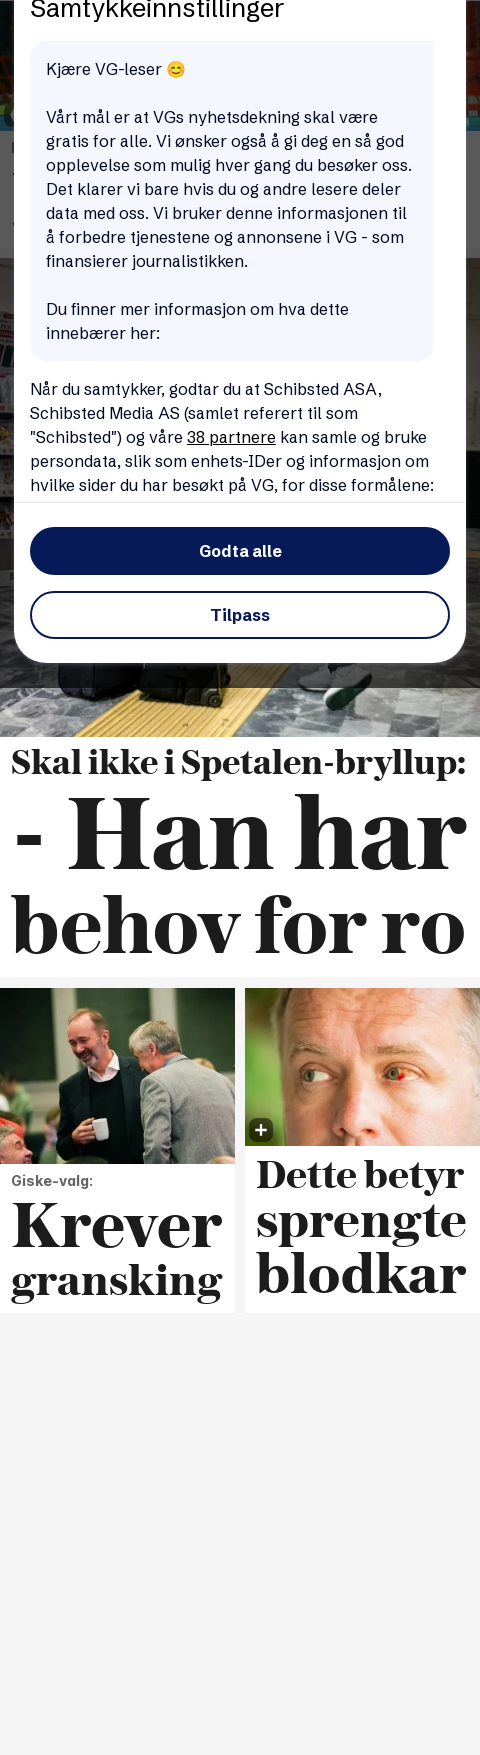 Samtykkeinnstillinger
Kjære VG-leser 😊
Vårt mål er at VGs nyhetsdekning skal være
gratis for alle. Vi ønsker også å gi deg en så god
opplevelse som mulig hver gang du besøker oss.
Det klarer vi bare hvis du og andre lesere deler
data med oss. Vi bruker denne informasjonen til
å forbedre tjenestene og annonsene i VG - som
finansierer journalistikken.
Du finner mer informasjon om hva dette
innebærer her:
Når du samtykker, godtar du at Schibsted ASA,
Schibsted Media AS (samlet referert til som
"Schibsted") og våre 38 partnere kan samle og bruke
persondata, slik som enhets-IDer og informasjon om
hvilke sider du har besøkt på VG, for disse formålene:
Godta alle
Tilpass
Skal ikke i Spetalen-bryllup:
- Han har
behov for ro
Giske-valg:
Krever
gransking
Dette betyr
sprengte
blodkar